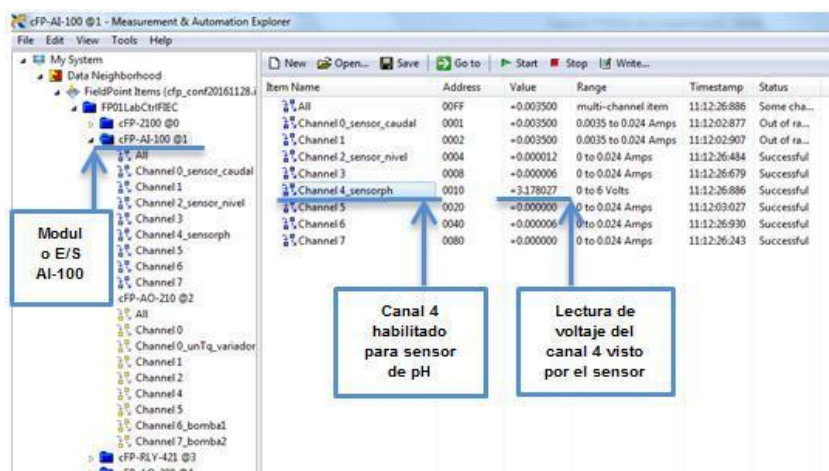 cFP-AI-100 @1 - Measurement & Automation Explorer
File Edit View Tools Help
My System
Data Neighborhood
FieldPoint Items (cfp_conf20161128.i
FP01LabCtrlFIEC
cFP-2100 @0
cFP-AI-100 @1
All
Channel 0_sensor_caudal
Channel 1
Channel 2_sensor_nivel
Channel 3
Channel 4_sensorph
Channel 5
Channel 6
Channel 7
cFP-AO-210 @2
All
Channel 0
Channel 0_unTq_variador
Channel 1
Channel 2
Channel 4
Channel 5
Channel 6_bomba1
Channel 7_bomba2
cFP-RLY-421 @3
New Open... Save Go to Start Stop Write...
Item Name Address Value Range Timestamp Status
All 00FF +0.003500 multi-channel item 11:12:26:886 Some cha...
Channel 0_sensor_caudal 0001 +0.003500 0.0035 to 0.024 Amps 11:12:02:877 Out of ra...
Channel 1 0002 +0.003500 0.0035 to 0.024 Amps 11:12:02:907 Out of ra...
Channel 2_sensor_nivel 0004 +0.000012 0 to 0.024 Amps 11:12:26:484 Successful
Channel 3 0008 +0.000006 0 to 0.024 Amps 11:12:26:679 Successful
Channel 4_sensorph 0010 +3.178027 0 to 6 Volts 11:12:26:886 Successful
Channel 5 0020 +0.000000 0 to 0.024 Amps 11:12:03:027 Successful
Channel 6 0040 +0.000006 0 to 0.024 Amps 11:12:26:930 Successful
Channel 7 0080 +0.000000 0 to 0.024 Amps 11:12:26:243 Successful
Modul
o E/S
AI-100
Canal 4
habilitado
para sensor
de pH
Lectura de
voltaje del
canal 4 visto
por el sensor